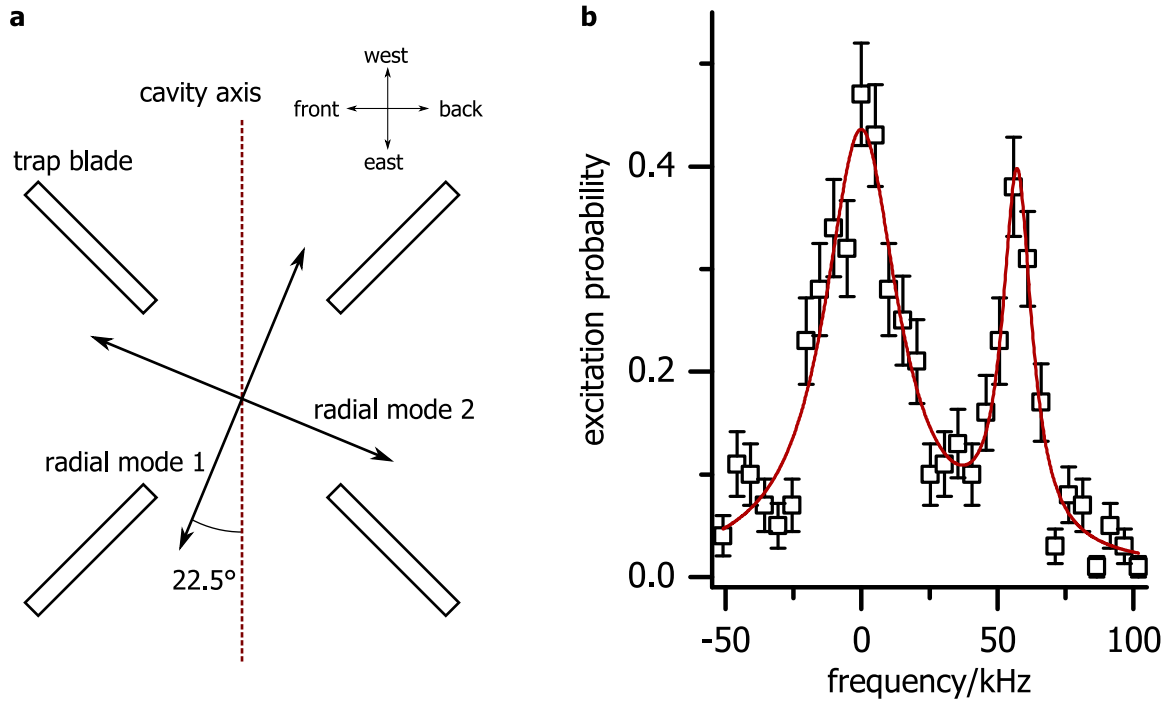 a
west
cavity axis
front
back
east
trap blade
radial mode 2
radial mode 1
22.5°
b
excitation probability
0.4
0.2
0.0
-50
0
50
100
frequency/kHz